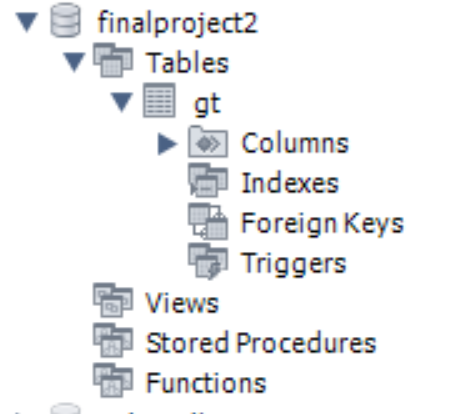 finalproject2
Tables
gt
Columns
Indexes
Foreign Keys
Triggers
Views
Stored Procedures
Functions